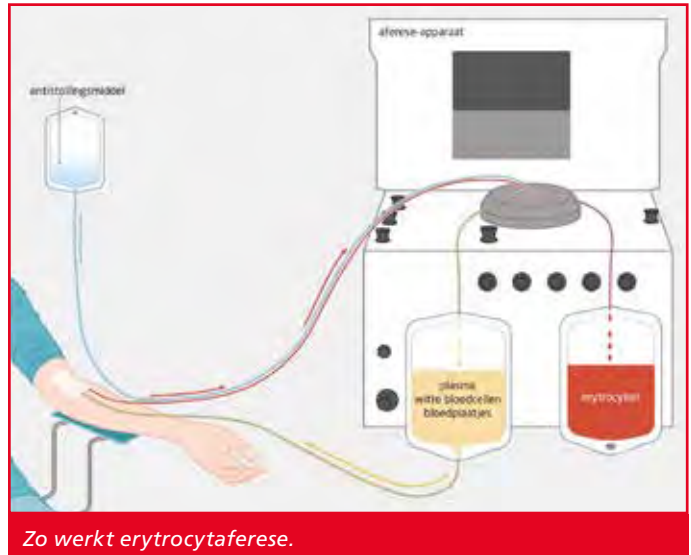 aferese-apparaat
antistollingsmiddel
plasma
witte bloedcellen
bloedplaatjes
erytrocyten
Zo werkt erytrocytaferese.